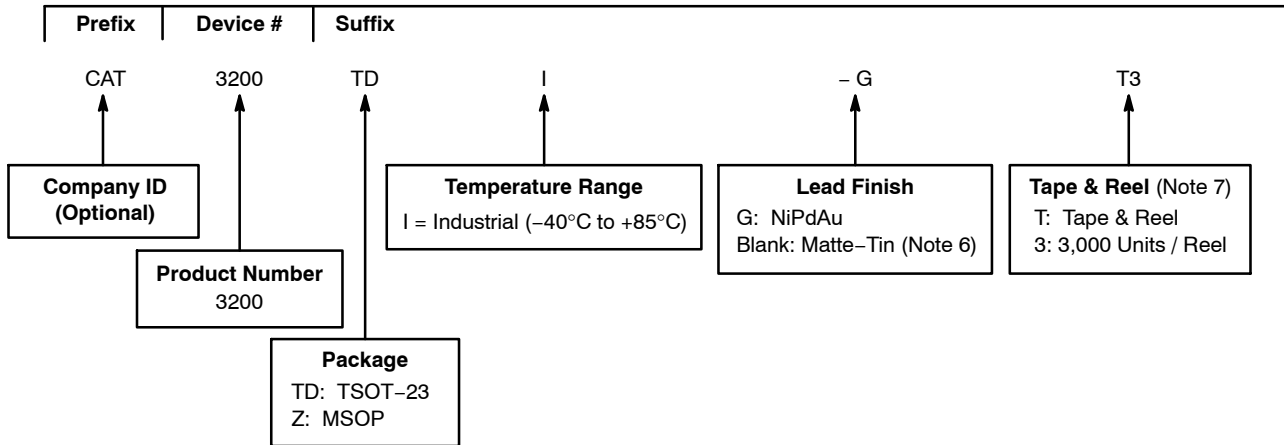 Prefix Device # Suffix
CAT 3200 TD I – G T3
Company ID
(Optional)
Product Number
3200
Package
TD: TSOT−23
Z: MSOP
Temperature Range
I = Industrial (−40°C to +85°C)
Lead Finish
G: NiPdAu
Blank: Matte−Tin (Note 6)
Tape & Reel (Note 7)
T: Tape & Reel
3: 3,000 Units / Reel